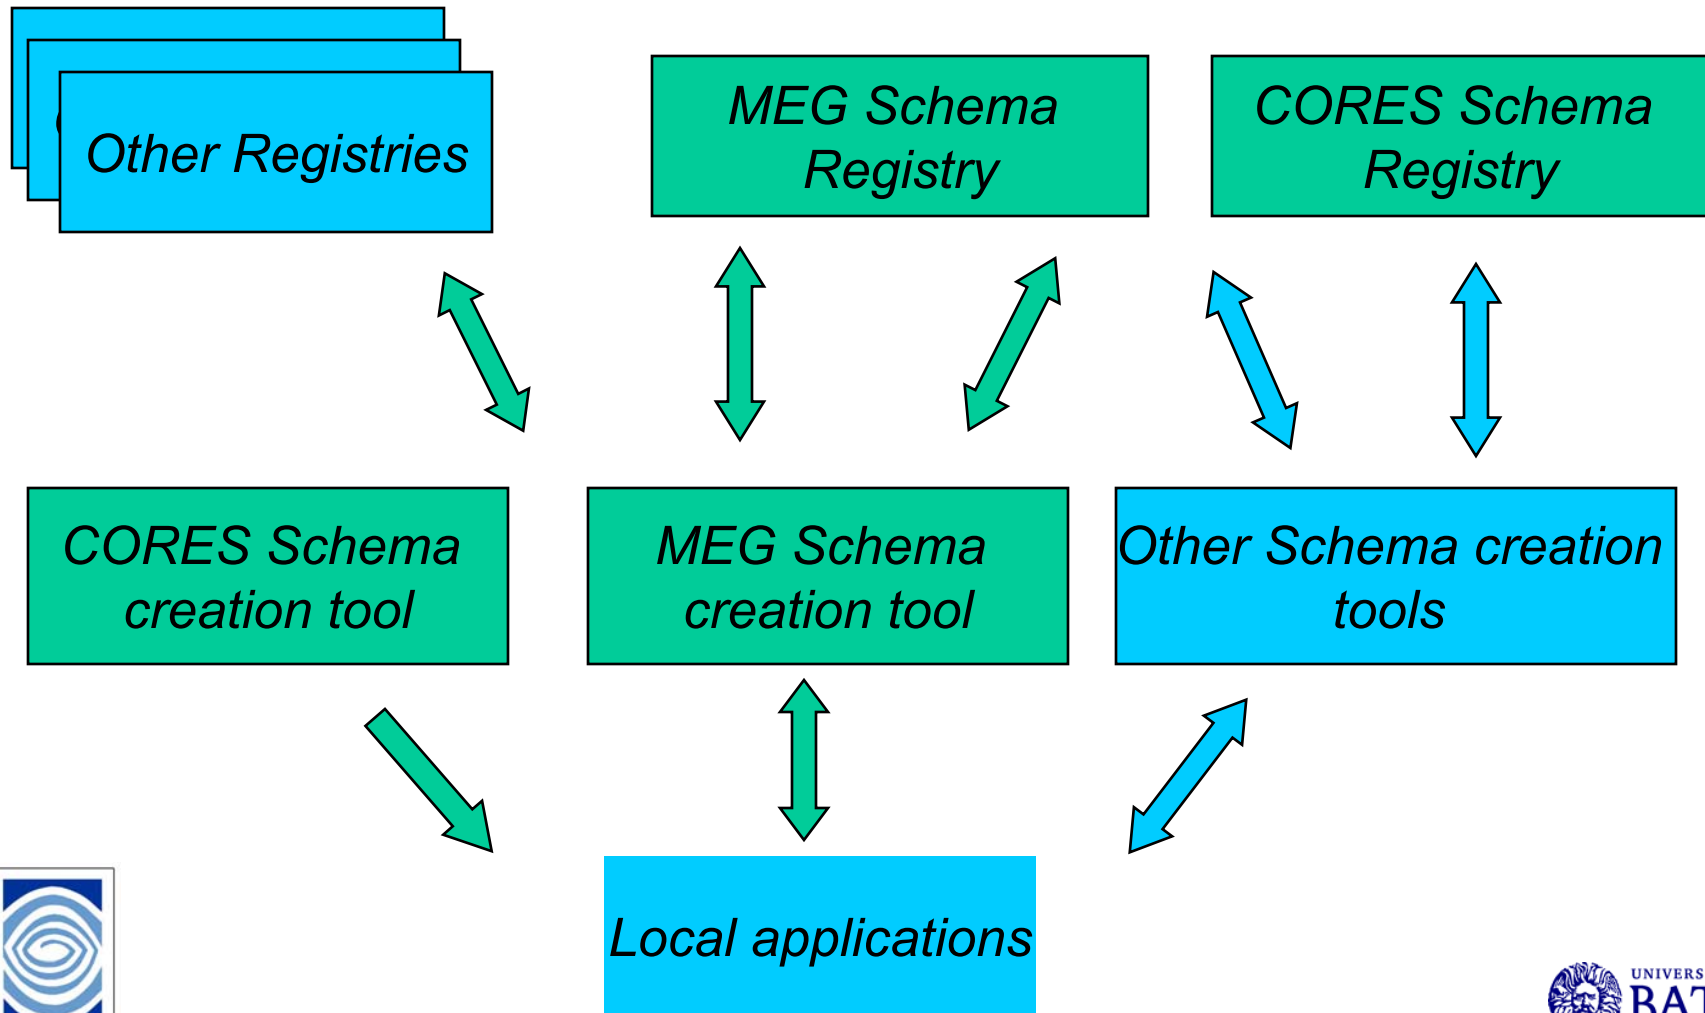 Other Registries
MEG Schema
Registry
CORES Schema
Registry
CORES Schema
creation tool
MEG Schema
creation tool
Other Schema creation
tools
Local applications